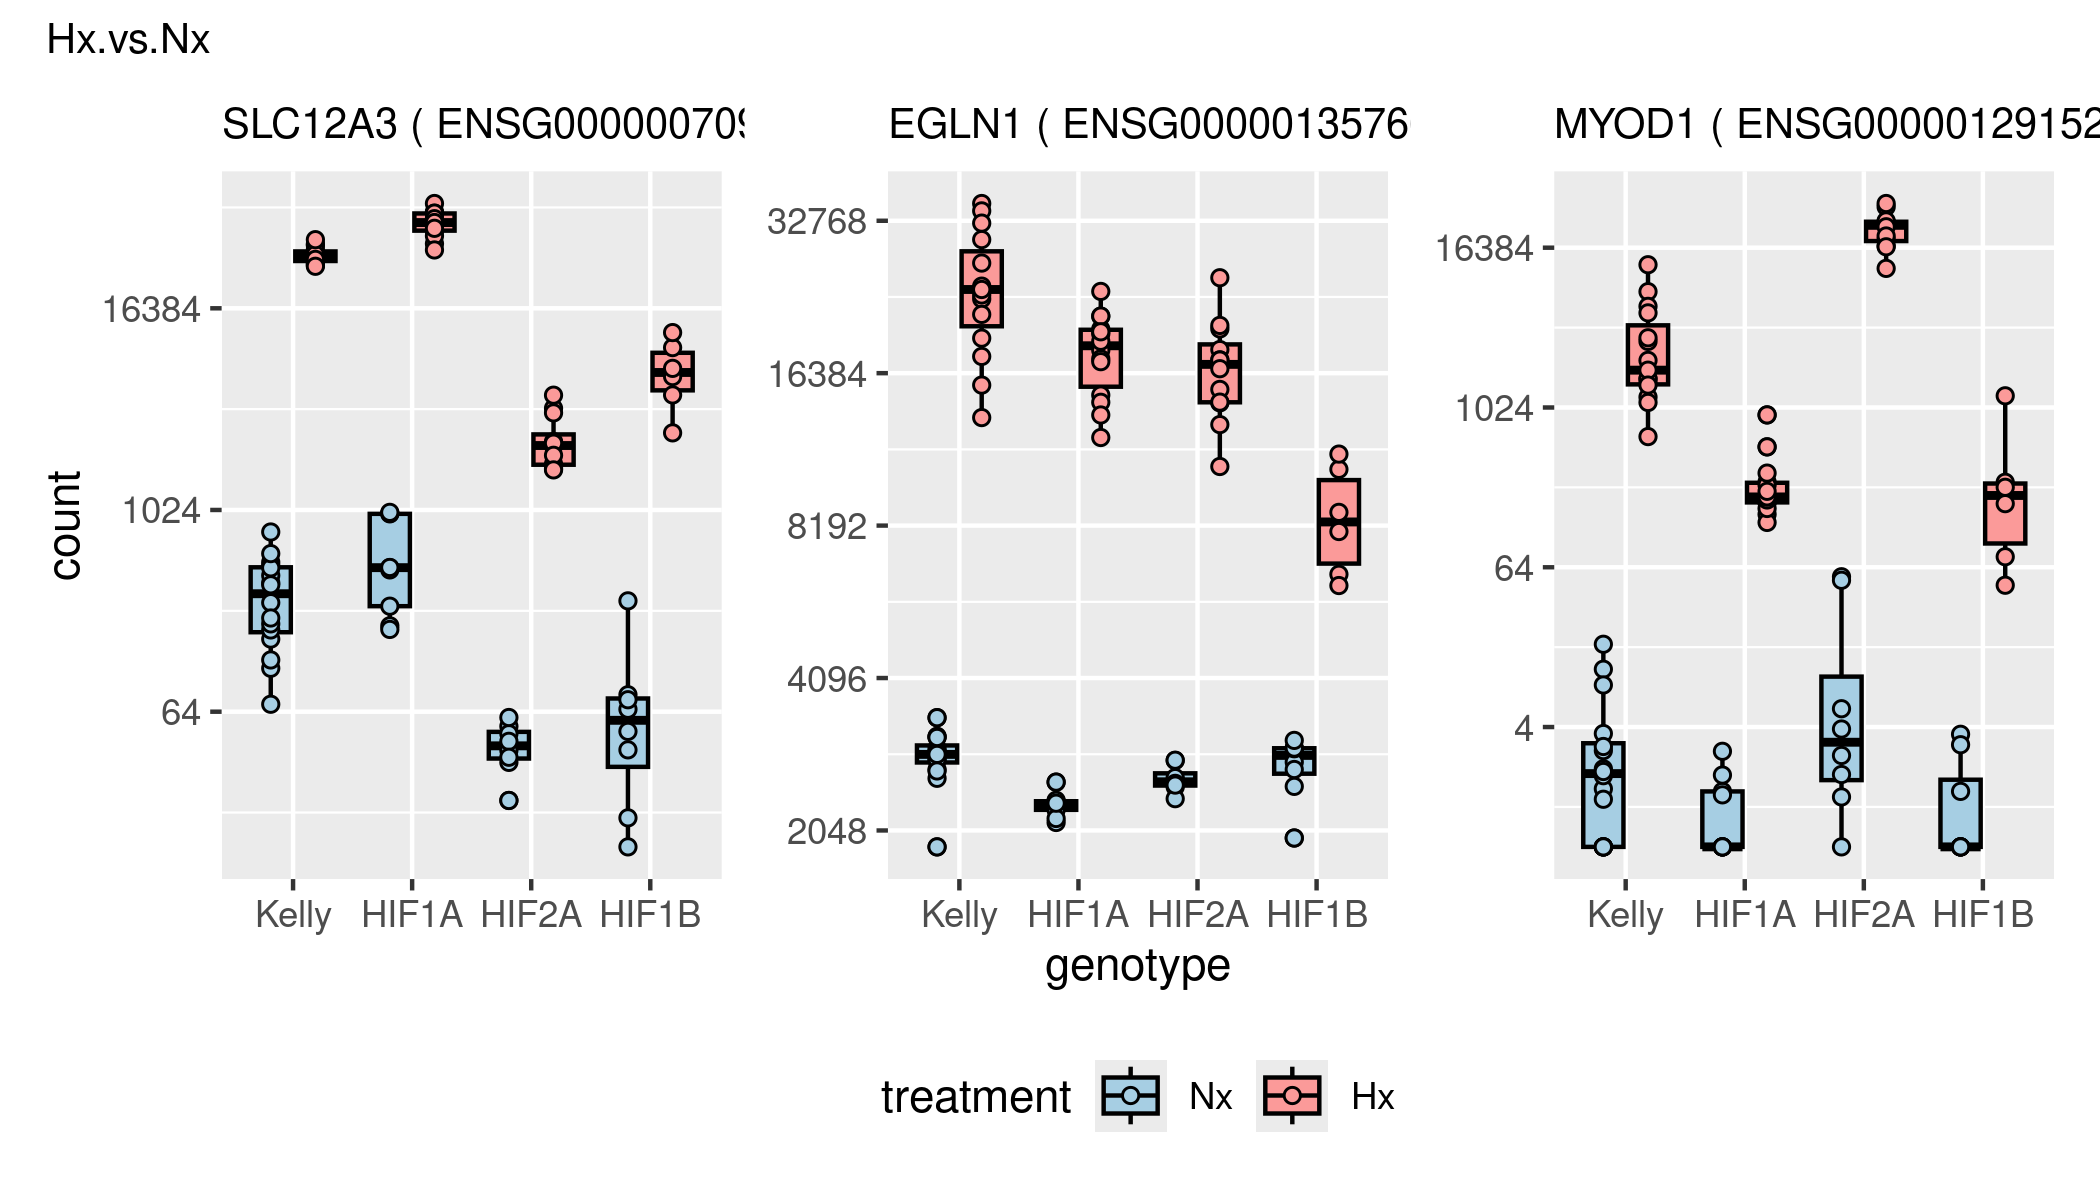 Hx.vs.Nx
SLC12A3 ( ENSG000000709
EGLN1 ( ENSG0000013576
MYOD1 ( ENSG00000129152
count
16384
1024
64
32768
16384
8192
4096
2048
16384
1024
64
4
Kelly HIF1A HIF2A HIF1B
Kelly HIF1A HIF2A HIF1B
Kelly HIF1A HIF2A HIF1B
genotype
treatment Nx Hx